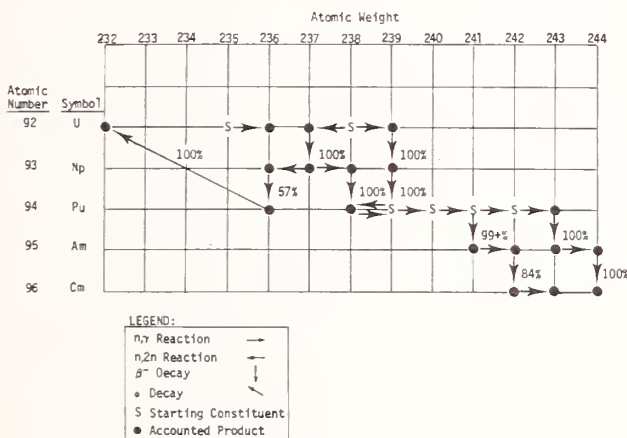 Atomic Weight
232 233 234 235 236 237 238 239 240 241 242 243 244
Atomic
Number Symbol
92 U S S
100% 100% 100%
93 Np
57% 100% 100%
94 Pu S S S S
99+% 100%
95 Am
84% 100%
96 Cm
LEGEND:
n,γ Reaction
n,2n Reaction
β⁻ Decay
Decay
S Starting Constituent
Accounted Product